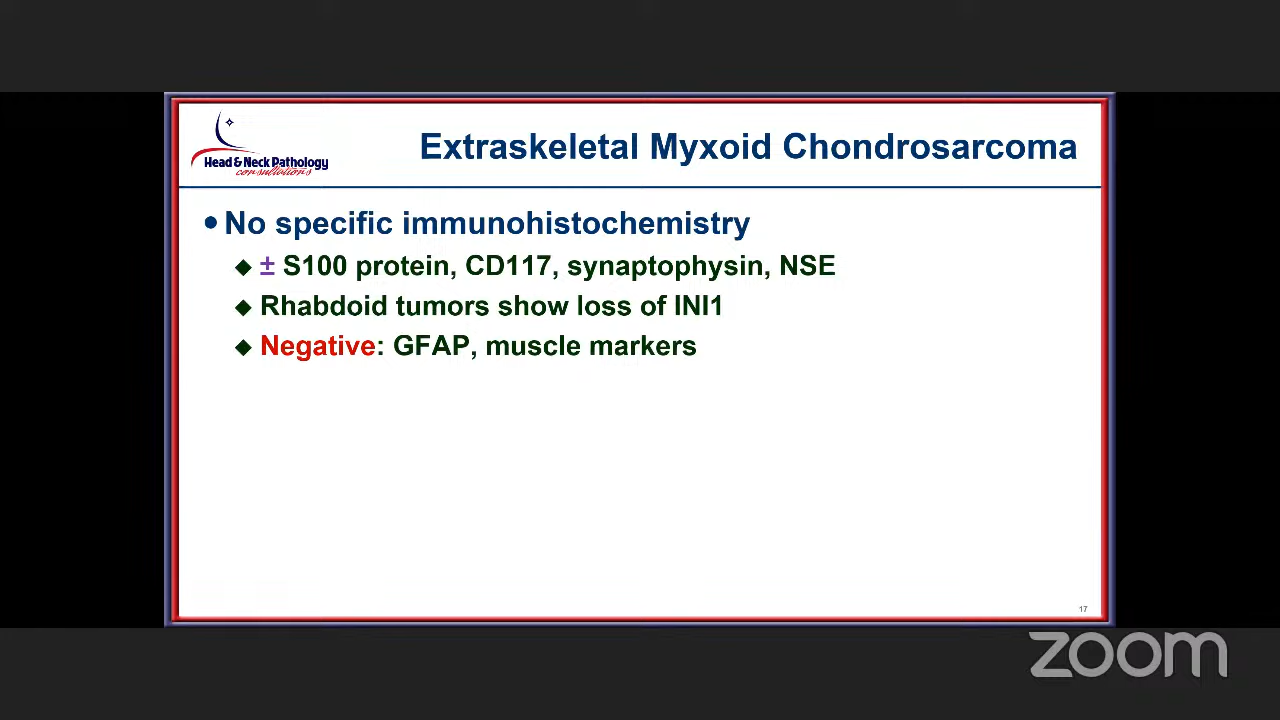 Head & Neck Pathology
consultations
Extraskeletal Myxoid Chondrosarcoma
• No specific immunohistochemistry
◆ ± S100 protein, CD117, synaptophysin, NSE
◆ Rhabdoid tumors show loss of INI1
◆ Negative: GFAP, muscle markers
17
zoom